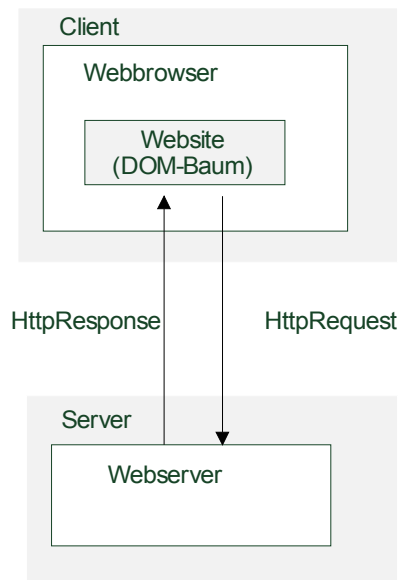 Client
Webbrowser
Website
(DOM-Baum)
HttpResponse
HttpRequest
Server
Webserver